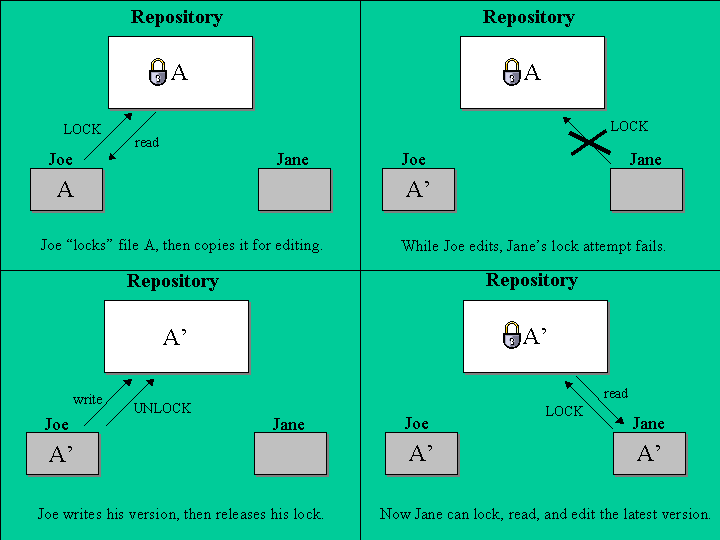 Repository
A
LOCK
read
Joe
Jane
A
Joe “locks” file A, then copies it for editing.
Repository
A
LOCK
Joe
Jane
A’
While Joe edits, Jane’s lock attempt fails.
Repository
A’
write
UNLOCK
Joe
Jane
A’
Joe writes his version, then releases his lock.
Repository
A’
read
LOCK
Joe
Jane
A’
A’
Now Jane can lock, read, and edit the latest version.